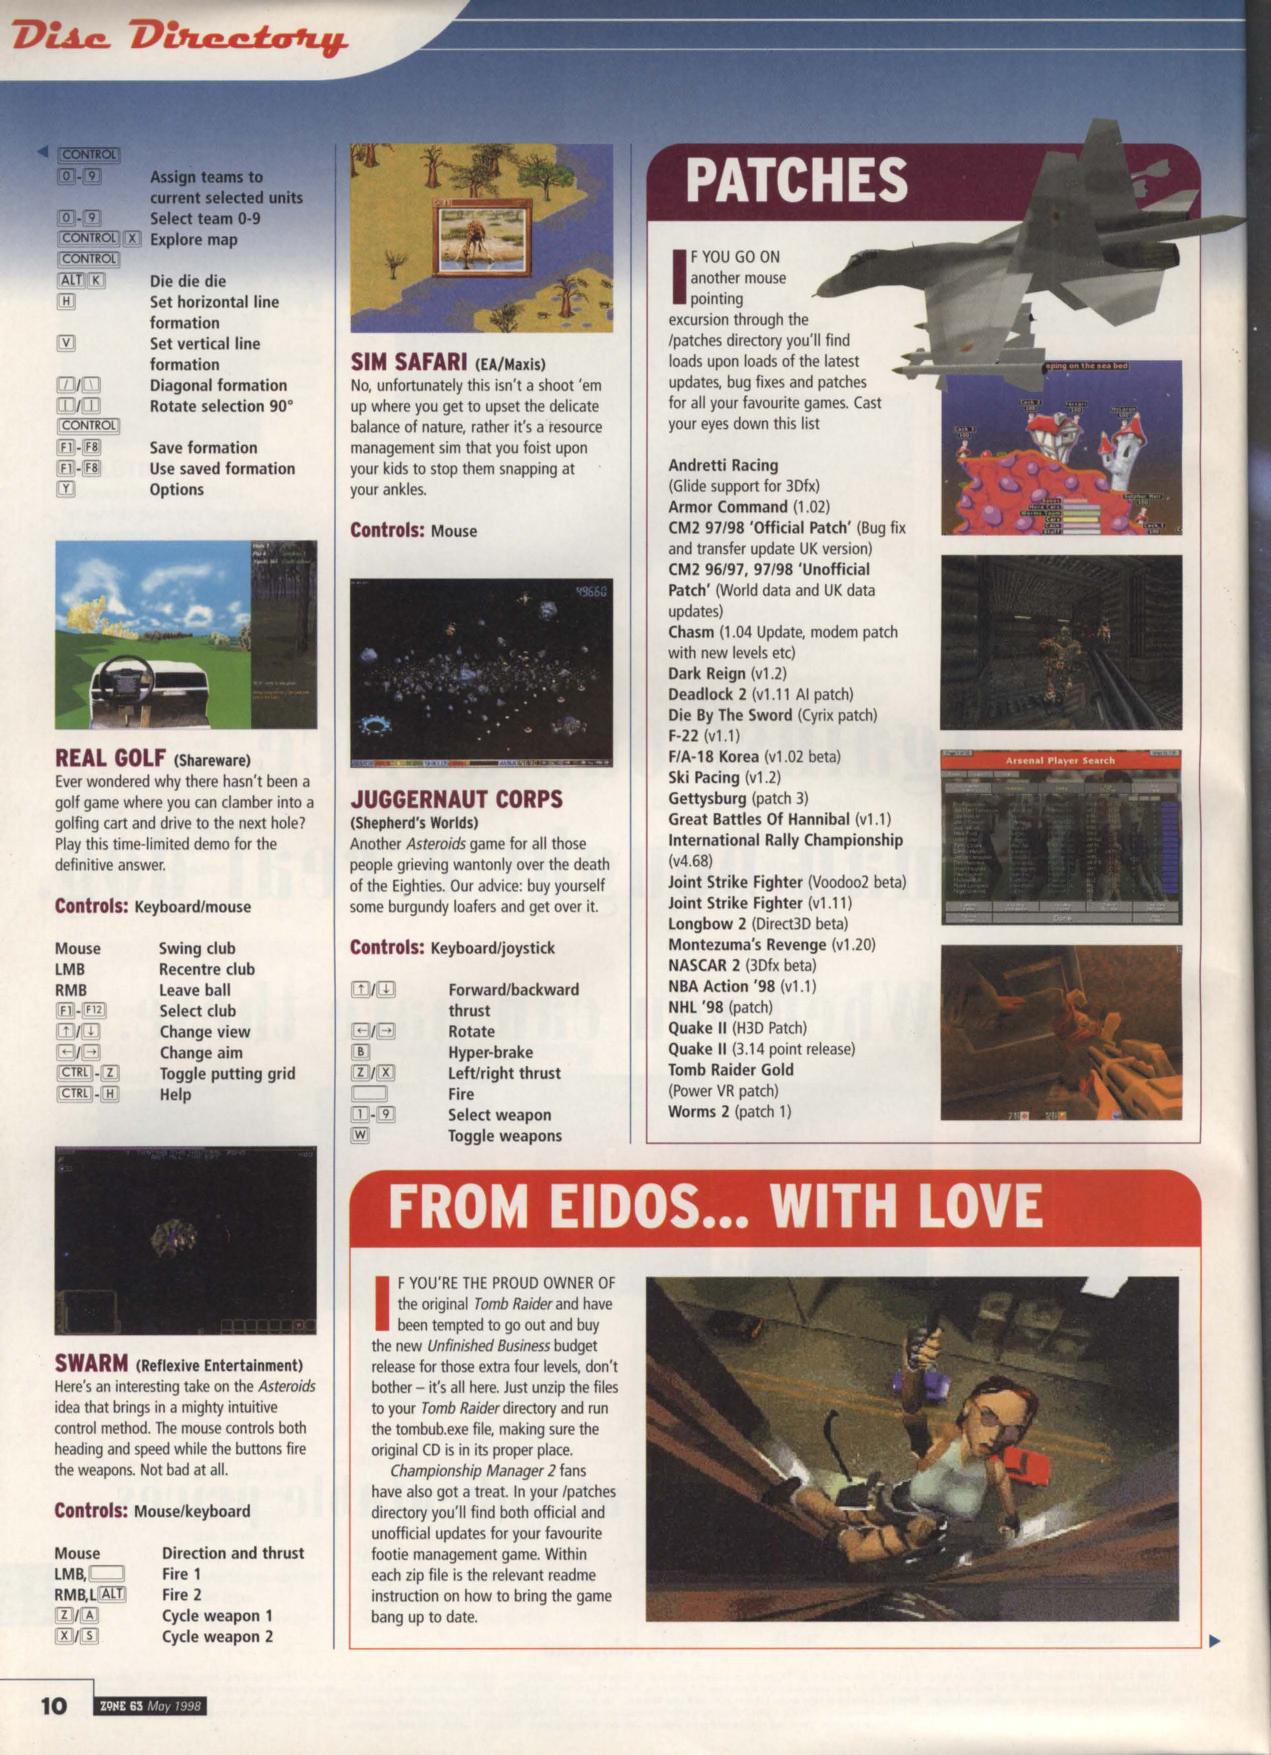 Disc Directory
CONTROL
0 - 9 Assign teams to
current selected units
0 - 9 Select team 0-9
CONTROL X Explore map
CONTROL
ALT K Die die die
H Set horizontal line
formation
V Set vertical line
formation
/ / \ Diagonal formation
[ / ] Rotate selection 90°
CONTROL
F1 - F8 Save formation
F1 - F8 Use saved formation
Y Options
REAL GOLF (Shareware)
Ever wondered why there hasn't been a
golf game where you can clamber into a
golfing cart and drive to the next hole?
Play this time-limited demo for the
definitive answer.
Controls: Keyboard/mouse
Mouse Swing club
LMB Recentre club
RMB Leave ball
F1 - F12 Select club
↑ / ↓ Change view
← / → Change aim
CTRL - Z Toggle putting grid
CTRL - H Help
SWARM (Reflexive Entertainment)
Here's an interesting take on the Asteroids
idea that brings in a mighty intuitive
control method. The mouse controls both
heading and speed while the buttons fire
the weapons. Not bad at all.
Controls: Mouse/keyboard
Mouse Direction and thrust
LMB, Fire 1
RMB,L ALT Fire 2
Z / A Cycle weapon 1
X / S Cycle weapon 2
SIM SAFARI (EA/Maxis)
No, unfortunately this isn't a shoot 'em
up where you get to upset the delicate
balance of nature, rather it's a resource
management sim that you foist upon
your kids to stop them snapping at
your ankles.
Controls: Mouse
49660
JUGGERNAUT CORPS
(Shepherd's Worlds)
Another Asteroids game for all those
people grieving wantonly over the death
of the Eighties. Our advice: buy yourself
some burgundy loafers and get over it.
Controls: Keyboard/joystick
↑ / ↓ Forward/backward
thrust
← / → Rotate
B Hyper-brake
Z / X Left/right thrust
Fire
1 - 9 Select weapon
W Toggle weapons
PATCHES
IF YOU GO ON
another mouse
pointing
excursion through the
/patches directory you'll find
loads upon loads of the latest
updates, bug fixes and patches
for all your favourite games. Cast
your eyes down this list
Andretti Racing
(Glide support for 3Dfx)
Armor Command (1.02)
CM2 97/98 'Official Patch' (Bug fix
and transfer update UK version)
CM2 96/97, 97/98 'Unofficial
Patch' (World data and UK data
updates)
Chasm (1.04 Update, modem patch
with new levels etc)
Dark Reign (v1.2)
Deadlock 2 (v1.11 AI patch)
Die By The Sword (Cyrix patch)
F-22 (v1.1)
F/A-18 Korea (v1.02 beta)
Ski Pacing (v1.2)
Gettysburg (patch 3)
Great Battles Of Hannibal (v1.1)
International Rally Championship
(v4.68)
Joint Strike Fighter (Voodoo2 beta)
Joint Strike Fighter (v1.11)
Longbow 2 (Direct3D beta)
Montezuma's Revenge (v1.20)
NASCAR 2 (3Dfx beta)
NBA Action '98 (v1.1)
NHL '98 (patch)
Quake II (H3D Patch)
Quake II (3.14 point release)
Tomb Raider Gold
(Power VR patch)
Worms 2 (patch 1)
eping on the sea bed
Arsenal Player Search
Done
FROM EIDOS... WITH LOVE
IF YOU'RE THE PROUD OWNER OF
the original Tomb Raider and have
been tempted to go out and buy
the new Unfinished Business budget
release for those extra four levels, don't
bother – it's all here. Just unzip the files
to your Tomb Raider directory and run
the tombub.exe file, making sure the
original CD is in its proper place.
Championship Manager 2 fans
have also got a treat. In your /patches
directory you'll find both official and
unofficial updates for your favourite
footie management game. Within
each zip file is the relevant readme
instruction on how to bring the game
bang up to date.
10 ZONE 63 May 1998